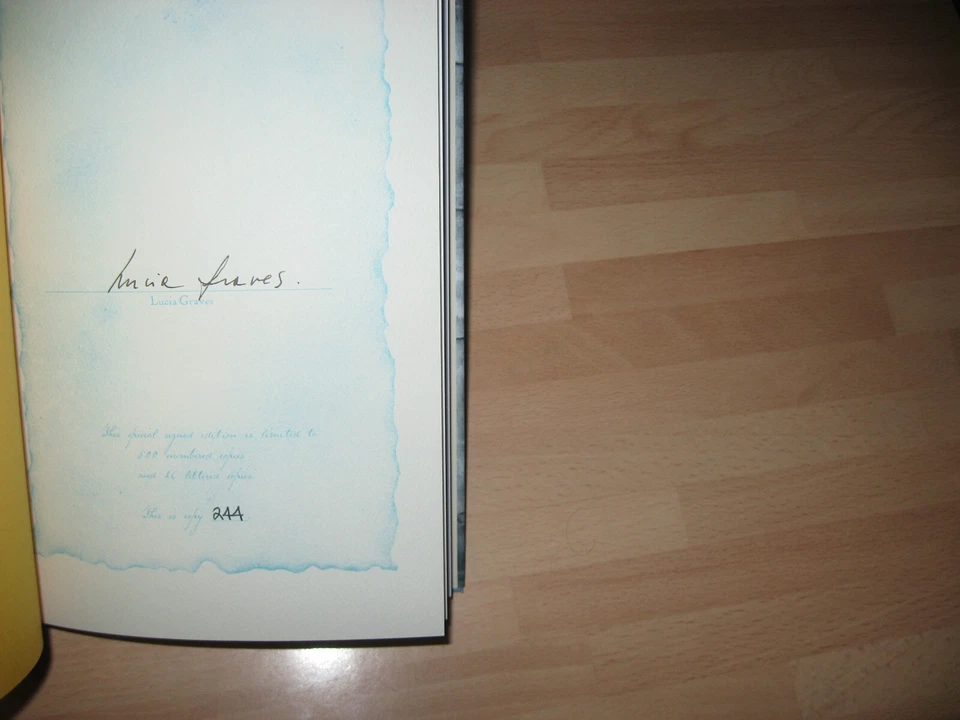 Lucia Graves.
Lucia Graves
This special signed edition is limited to
500 numbered copies
and 26 lettered copies
This is copy 244